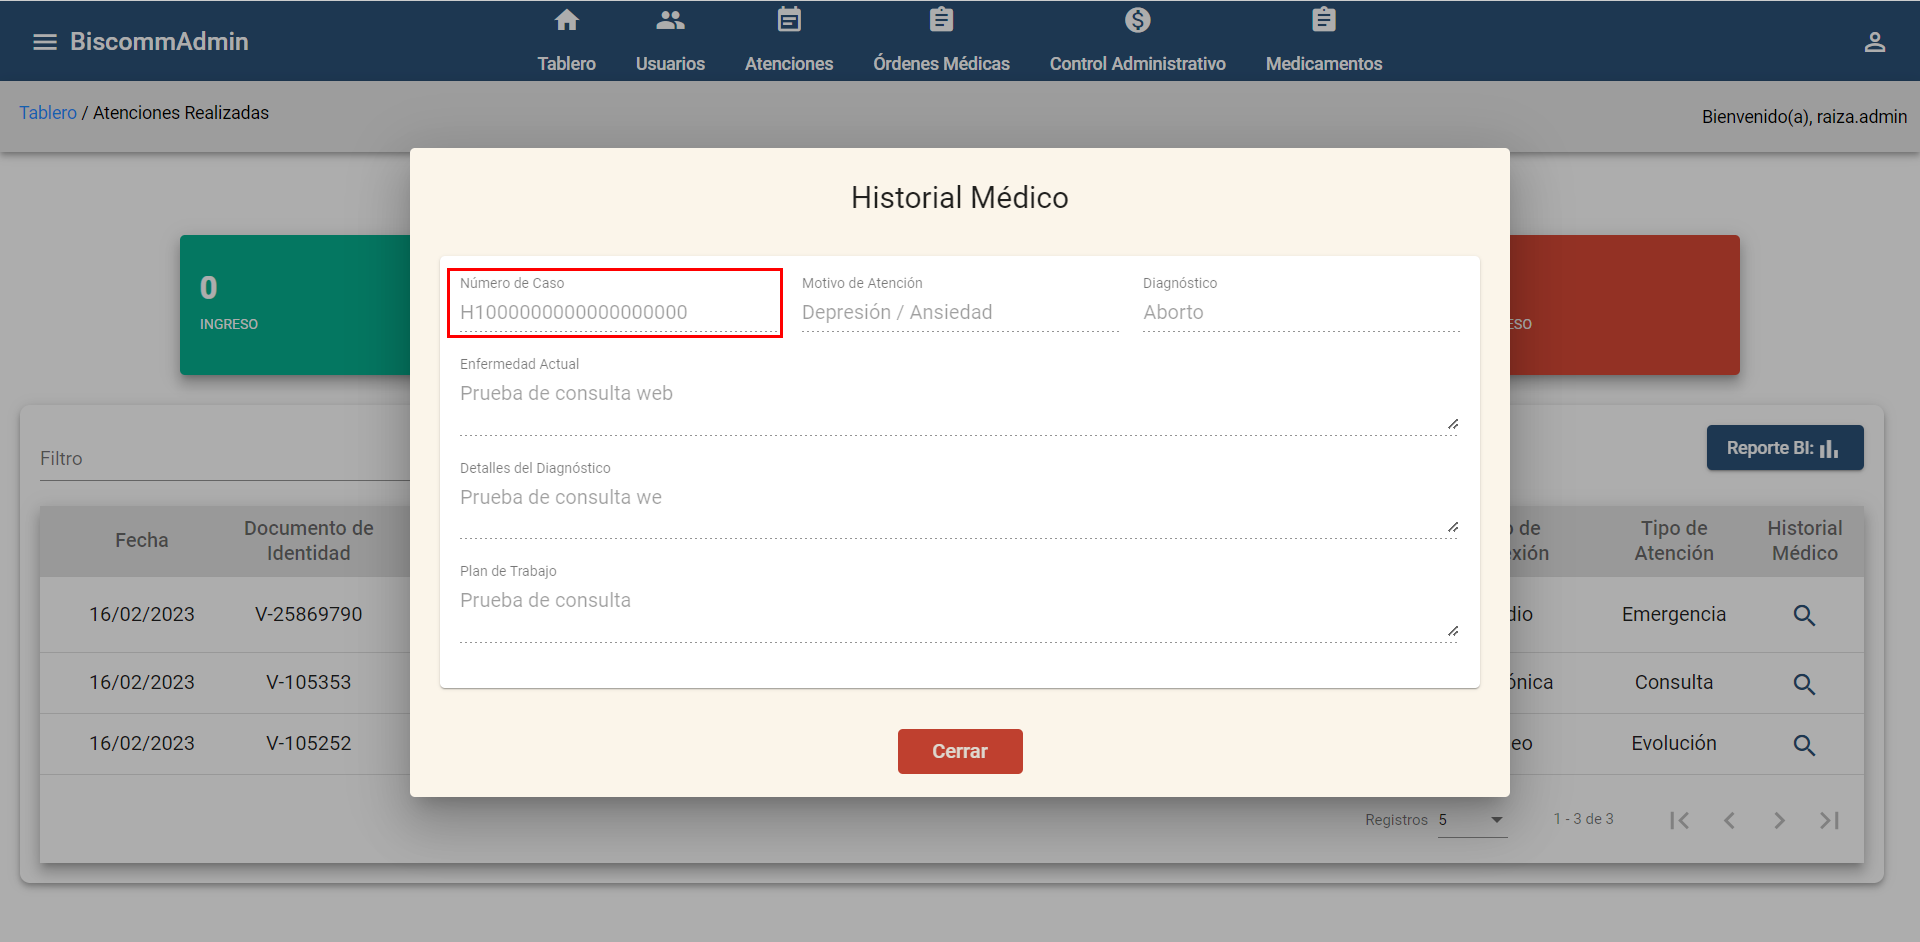 BiscommAdmin
Tablero
Usuarios
Atenciones
Órdenes Médicas
Control Administrativo
Medicamentos
Tablero / Atenciones Realizadas
Bienvenido(a), raiza.admin
Historial Médico
0
INGRESO
ESO
Número de Caso
Motivo de Atención
Diagnóstico
H1000000000000000000
Depresión / Ansiedad
Aborto
Enfermedad Actual
Prueba de consulta web
Detalles del Diagnóstico
Prueba de consulta we
Plan de Trabajo
Prueba de consulta
Cerrar
Filtro
Reporte BI:
Fecha
Documento de
Identidad
de
xión
Tipo de
Atención
Historial
Médico
16/02/2023
V-25869790
dio
Emergencia
16/02/2023
V-105353
ónica
Consulta
16/02/2023
V-105252
eo
Evolución
Registros
5
1 - 3 de 3